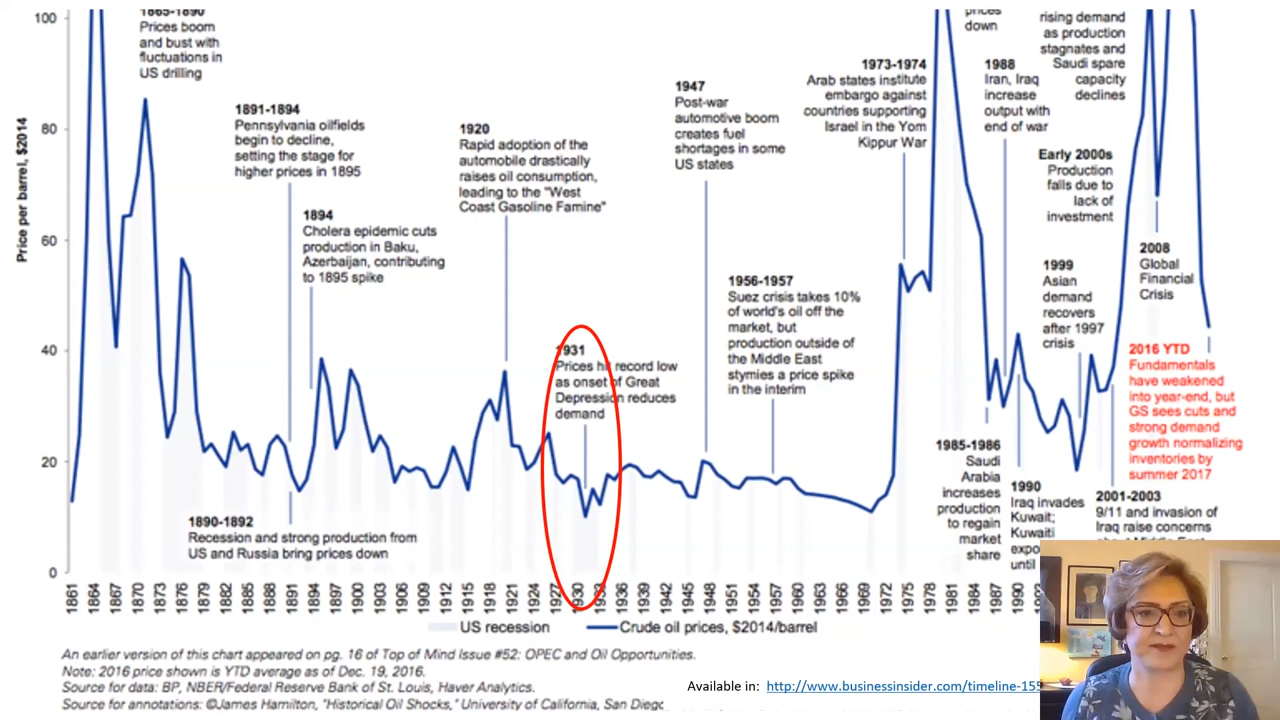 1865-1890
Prices boom
and bust with
fluctuations in
US drilling
1891-1894
Pennsylvania oilfields
begin to decline,
setting the stage for
higher prices in 1895
1894
Cholera epidemic cuts
production in Baku,
Azerbaijan, contributing
to 1895 spike
1890-1892
Recession and strong production from
US and Russia bring prices down
1920
Rapid adoption of the
automobile drastically
raises oil consumption,
leading to the "West
Coast Gasoline Famine"
1931
Prices hit record low
as onset of Great
Depression reduces
demand
1947
Post-war
automotive boom
creates fuel
shortages in some
US states
1956-1957
Suez crisis takes 10%
of world's oil off the
market, but
production outside of
the Middle East
stymies a price spike
in the interim
1973-1974
Arab states institute
embargo against
countries supporting
Israel in the Yom
Kippur War
prices
down
1988
Iran, Iraq
increase
output with
end of war
rising demand
as production
stagnates and
Saudi spare
capacity
declines
Early 2000s
Production
falls due to
lack of
investment
2008
Global
Financial
Crisis
1999
Asian
demand
recovers
after 1997
crisis
2016 YTD
Fundamentals
have weakened
into year-end, but
GS sees cuts and
strong demand
growth normalizing
inventories by
summer 2017
1985-1986
Saudi
Arabia
increases
production
to regain
market
share
1990
Iraq invades
Kuwait;
Kuwaiti
expo
until
2001-2003
9/11 and invasion of
Iraq raise concerns
Price per barrel, $2014
100
80
60
40
20
0
1861 1864 1867 1870 1873 1876 1879 1882 1885 1888 1891 1894 1897 1900 1903 1906 1909 1912 1915 1918 1921 1924 1927 1930 1933 1936 1939 1942 1945 1948 1951 1954 1957 1960 1963 1966 1969 1972 1975 1978 1981 1984 1987 1990
US recession
Crude oil prices, $2014/barrel
An earlier version of this chart appeared on pg. 16 of Top of Mind Issue #52: OPEC and Oil Opportunities.
Note: 2016 price shown is YTD average as of Dec. 19, 2016.
Source for data: BP, NBER/Federal Reserve Bank of St. Louis, Haver Analytics.
Source for annotations: ©James Hamilton, "Historical Oil Shocks," University of California, San Diego
Available in: http://www.businessinsider.com/timeline-15